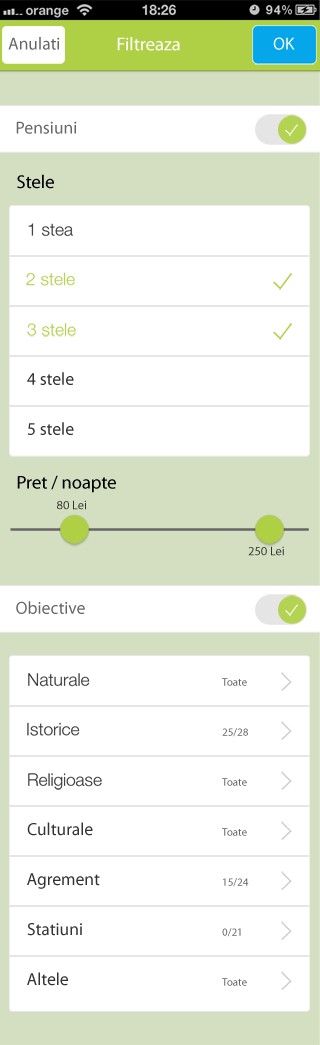 orange 18:26 94%
Anulati Filtreaza OK
Pensiuni
Stele
1 stea
2 stele
3 stele
4 stele
5 stele
Pret / noapte
80 Lei
250 Lei
Obiective
Naturale Toate
Istorice 25/28
Religioase Toate
Culturale Toate
Agrement 15/24
Statiuni 0/21
Altele Toate